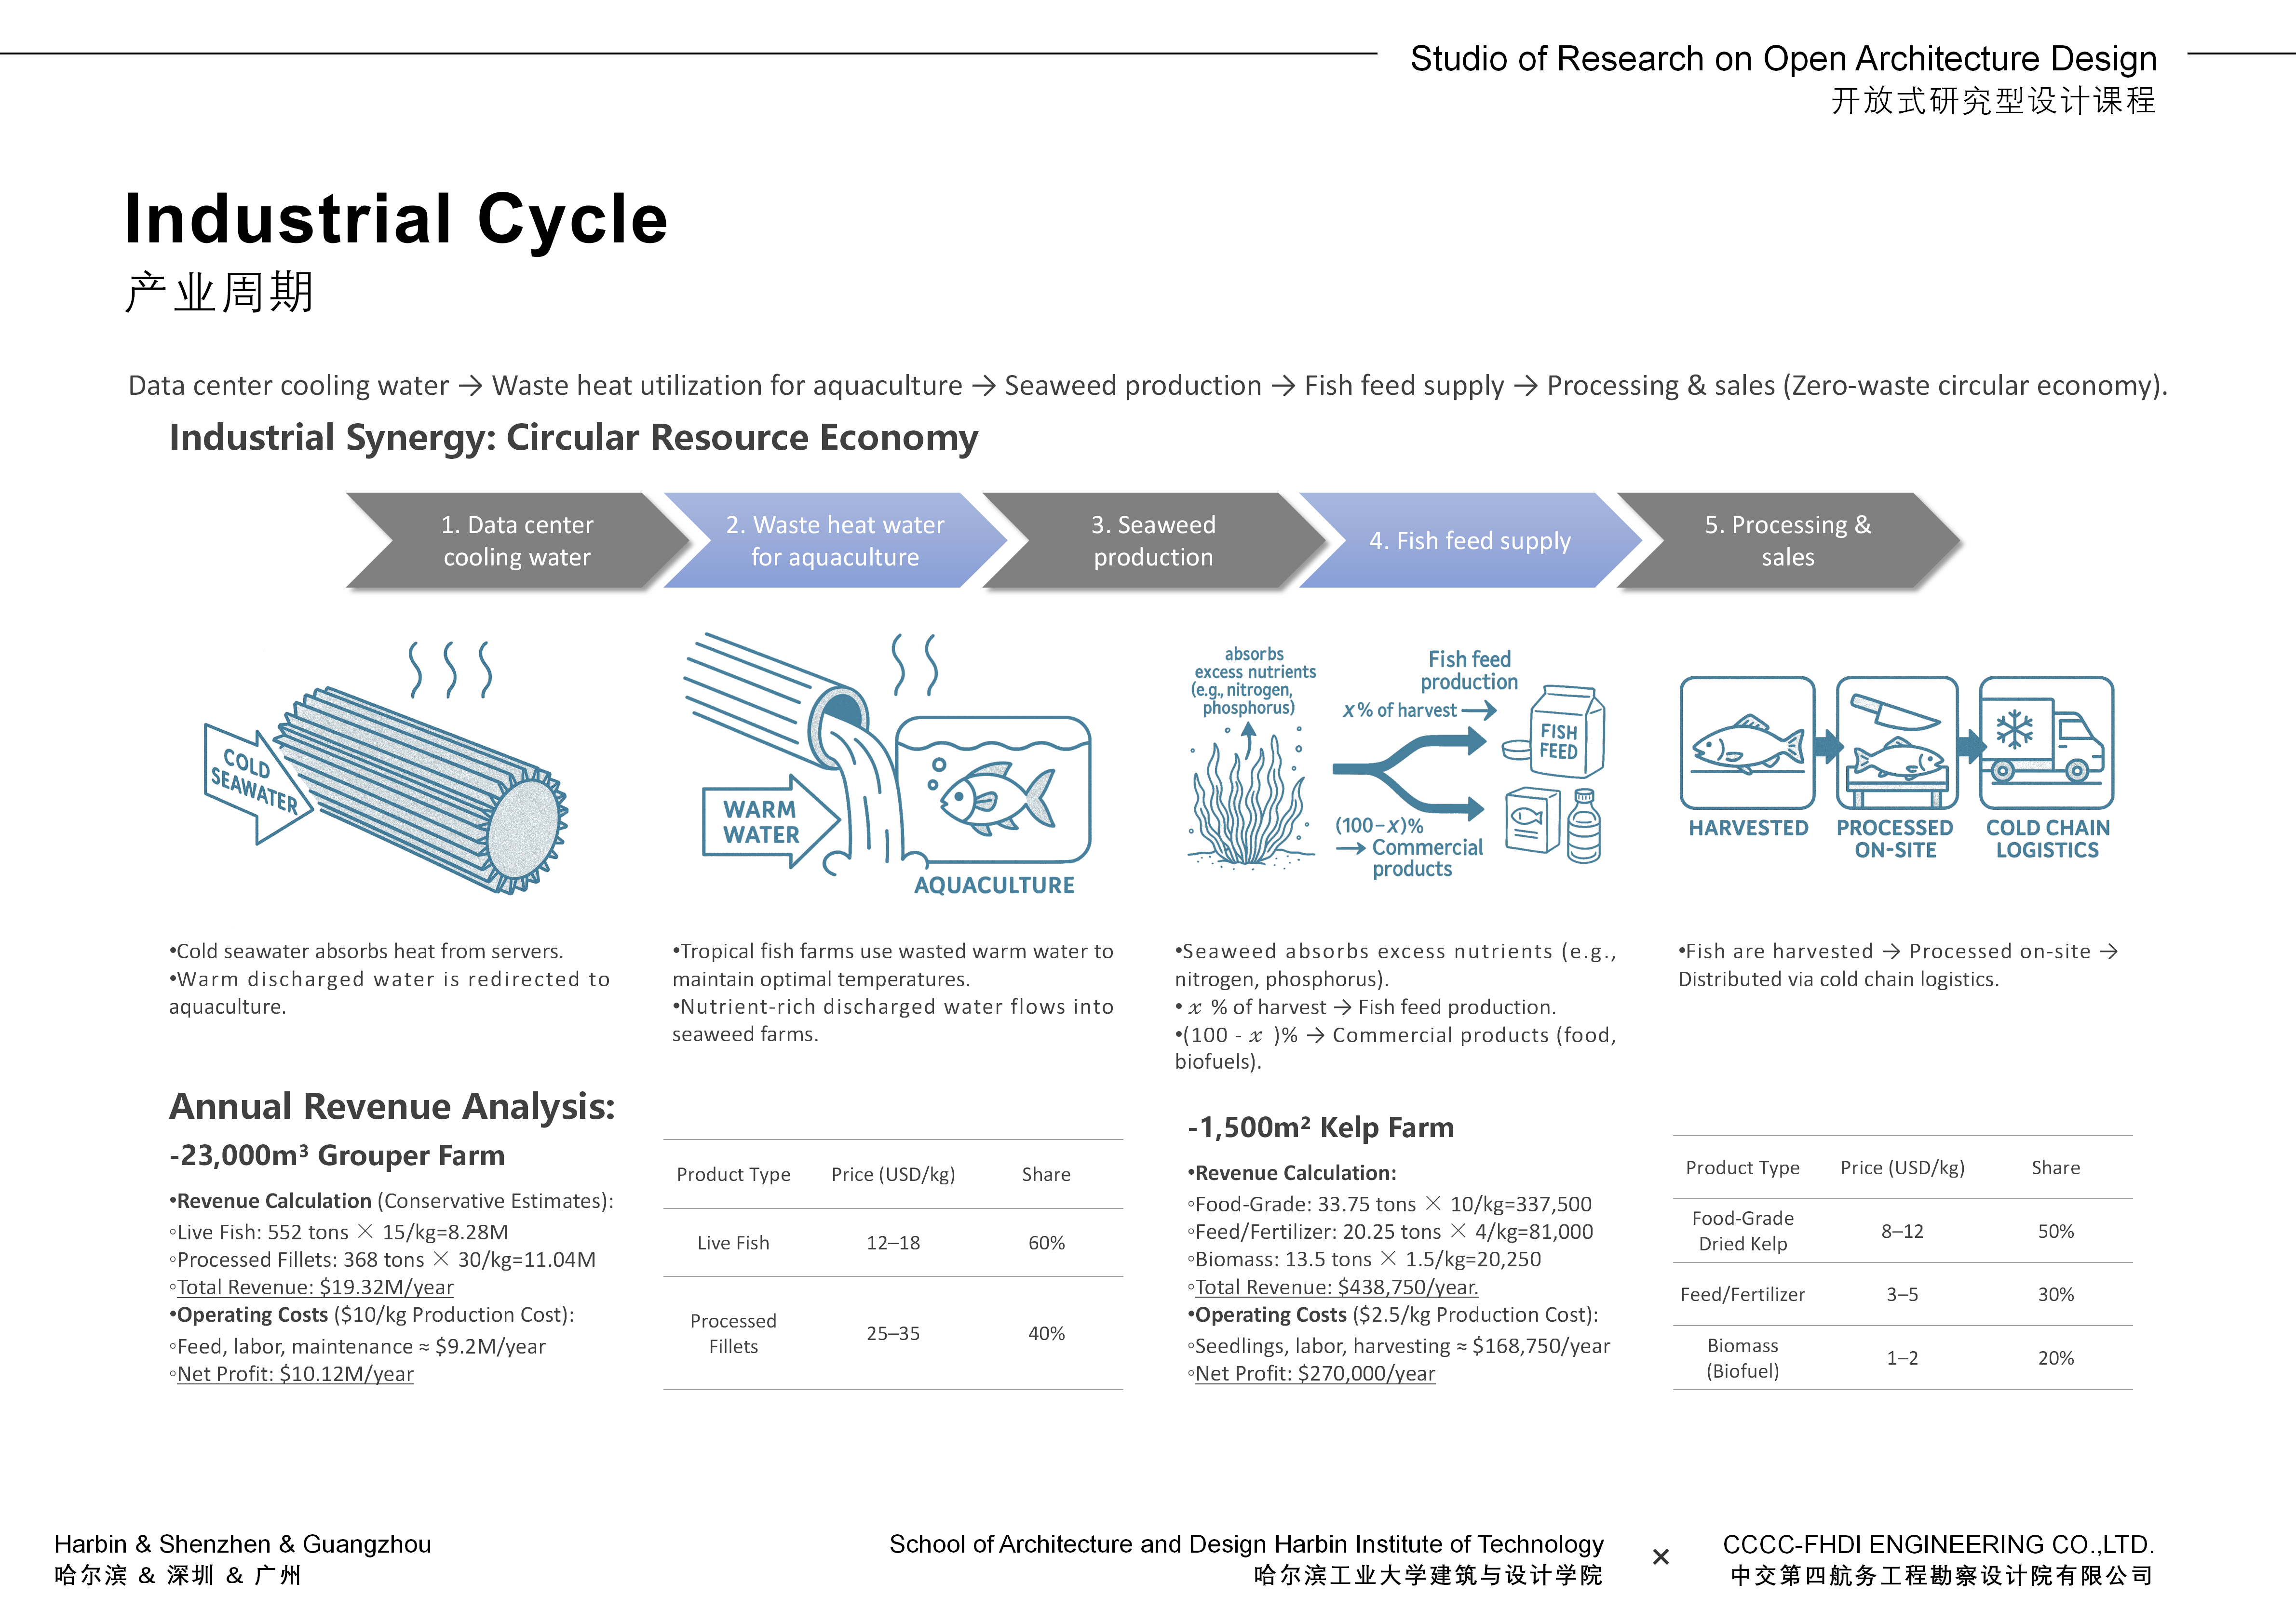 Studio of Research on Open Architecture Design
开放式研究型设计课程
Industrial Cycle
产业周期
Data center cooling water → Waste heat utilization for aquaculture → Seaweed production → Fish feed supply → Processing & sales (Zero-waste circular economy).
Industrial Synergy: Circular Resource Economy
1. Data center
cooling water
2. Waste heat water
for aquaculture
3. Seaweed
production
4. Fish feed supply
5. Processing &
sales
COLD
SEAWATER
WARM
WATER
AQUACULTURE
absorbs
excess nutrients
(e.g., nitrogen,
phosphorus)
Fish feed
production
x% of harvest →
FISH
FEED
(100-x)%
→ Commercial
products
HARVESTED
PROCESSED
ON-SITE
COLD CHAIN
LOGISTICS
•Cold seawater absorbs heat from servers.
•Warm discharged water is redirected to
aquaculture.
•Tropical fish farms use wasted warm water to
maintain optimal temperatures.
•Nutrient-rich discharged water flows into
seaweed farms.
•Seaweed absorbs excess nutrients (e.g.,
nitrogen, phosphorus).
• x % of harvest → Fish feed production.
•(100 - x )% → Commercial products (food,
biofuels).
•Fish are harvested → Processed on-site →
Distributed via cold chain logistics.
Annual Revenue Analysis:
-23,000m³ Grouper Farm
•Revenue Calculation (Conservative Estimates):
◦Live Fish: 552 tons × 15/kg=8.28M
◦Processed Fillets: 368 tons × 30/kg=11.04M
◦Total Revenue: $19.32M/year
•Operating Costs ($10/kg Production Cost):
◦Feed, labor, maintenance ≈ $9.2M/year
◦Net Profit: $10.12M/year
Product Type Price (USD/kg) Share
Live Fish 12–18 60%
Processed
Fillets 25–35 40%
-1,500m² Kelp Farm
•Revenue Calculation:
◦Food-Grade: 33.75 tons × 10/kg=337,500
◦Feed/Fertilizer: 20.25 tons × 4/kg=81,000
◦Biomass: 13.5 tons × 1.5/kg=20,250
◦Total Revenue: $438,750/year.
•Operating Costs ($2.5/kg Production Cost):
◦Seedlings, labor, harvesting ≈ $168,750/year
◦Net Profit: $270,000/year
Product Type Price (USD/kg) Share
Food-Grade
Dried Kelp 8–12 50%
Feed/Fertilizer 3–5 30%
Biomass
(Biofuel) 1–2 20%
Harbin & Shenzhen & Guangzhou
哈尔滨 & 深圳 & 广州
School of Architecture and Design Harbin Institute of Technology
哈尔滨工业大学建筑与设计学院
×
CCCC-FHDI ENGINEERING CO.,LTD.
中交第四航务工程勘察设计院有限公司